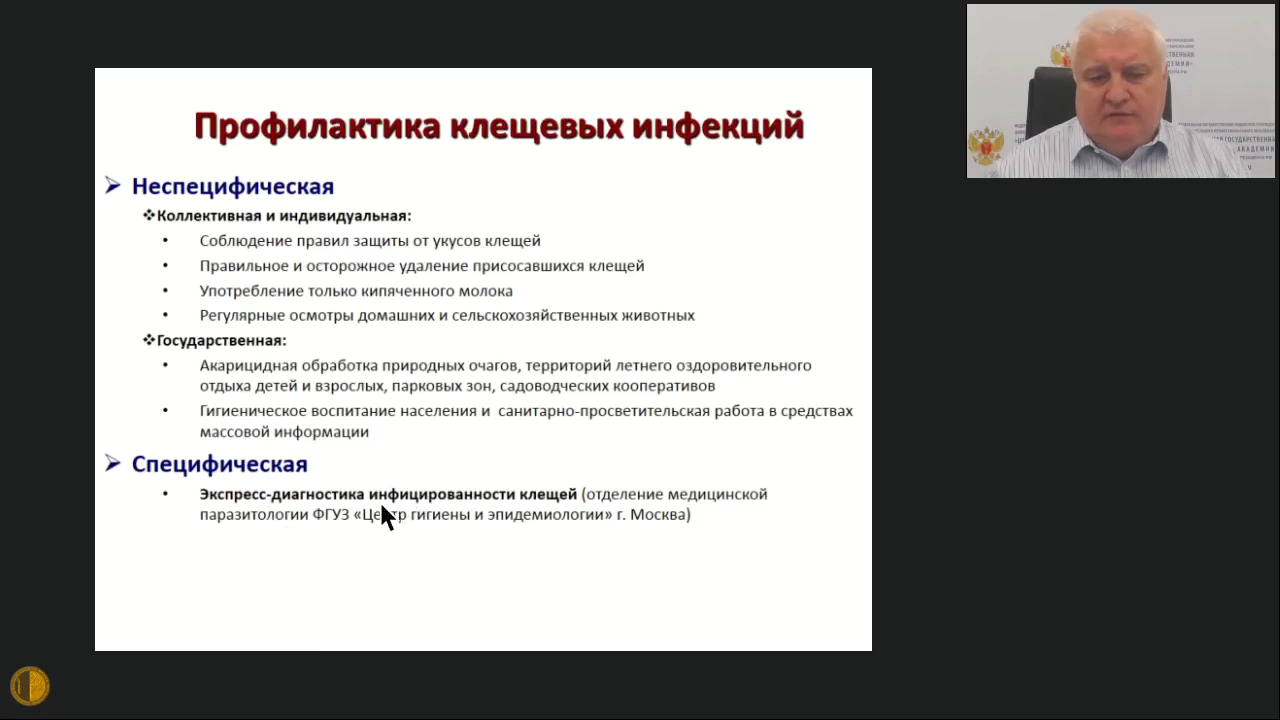 Профилактика клещевых инфекций
Неспецифическая
Коллективная и индивидуальная:
Соблюдение правил защиты от укусов клещей
Правильное и осторожное удаление присосавшихся клещей
Употребление только кипяченного молока
Регулярные осмотры домашних и сельскохозяйственных животных
Государственная:
Акарицидная обработка природных очагов, территорий летнего оздоровительного
отдыха детей и взрослых, парковых зон, садоводческих кооперативов
Гигиеническое воспитание населения и санитарно-просветительская работа в средствах
массовой информации
Специфическая
Экспресс-диагностика инфицированности клещей (отделение медицинской
паразитологии ФГУЗ «Центр гигиены и эпидемиологии» г. Москва)